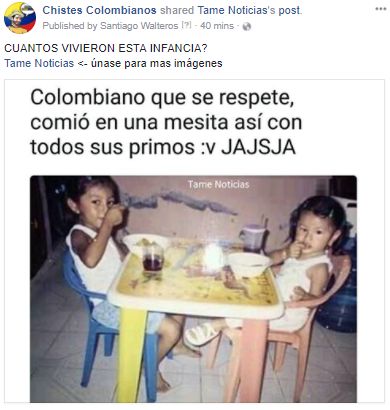 Chistes Colombianos shared Tame Noticias's post.
Published by Santiago Walteros [?] · 40 mins ·
CUANTOS VIVIERON ESTA INFANCIA?
Tame Noticias <- únase para mas imágenes
Colombiano que se respete,
comió en una mesita así con
todos sus primos :v JAJSJA
Tame Noticias